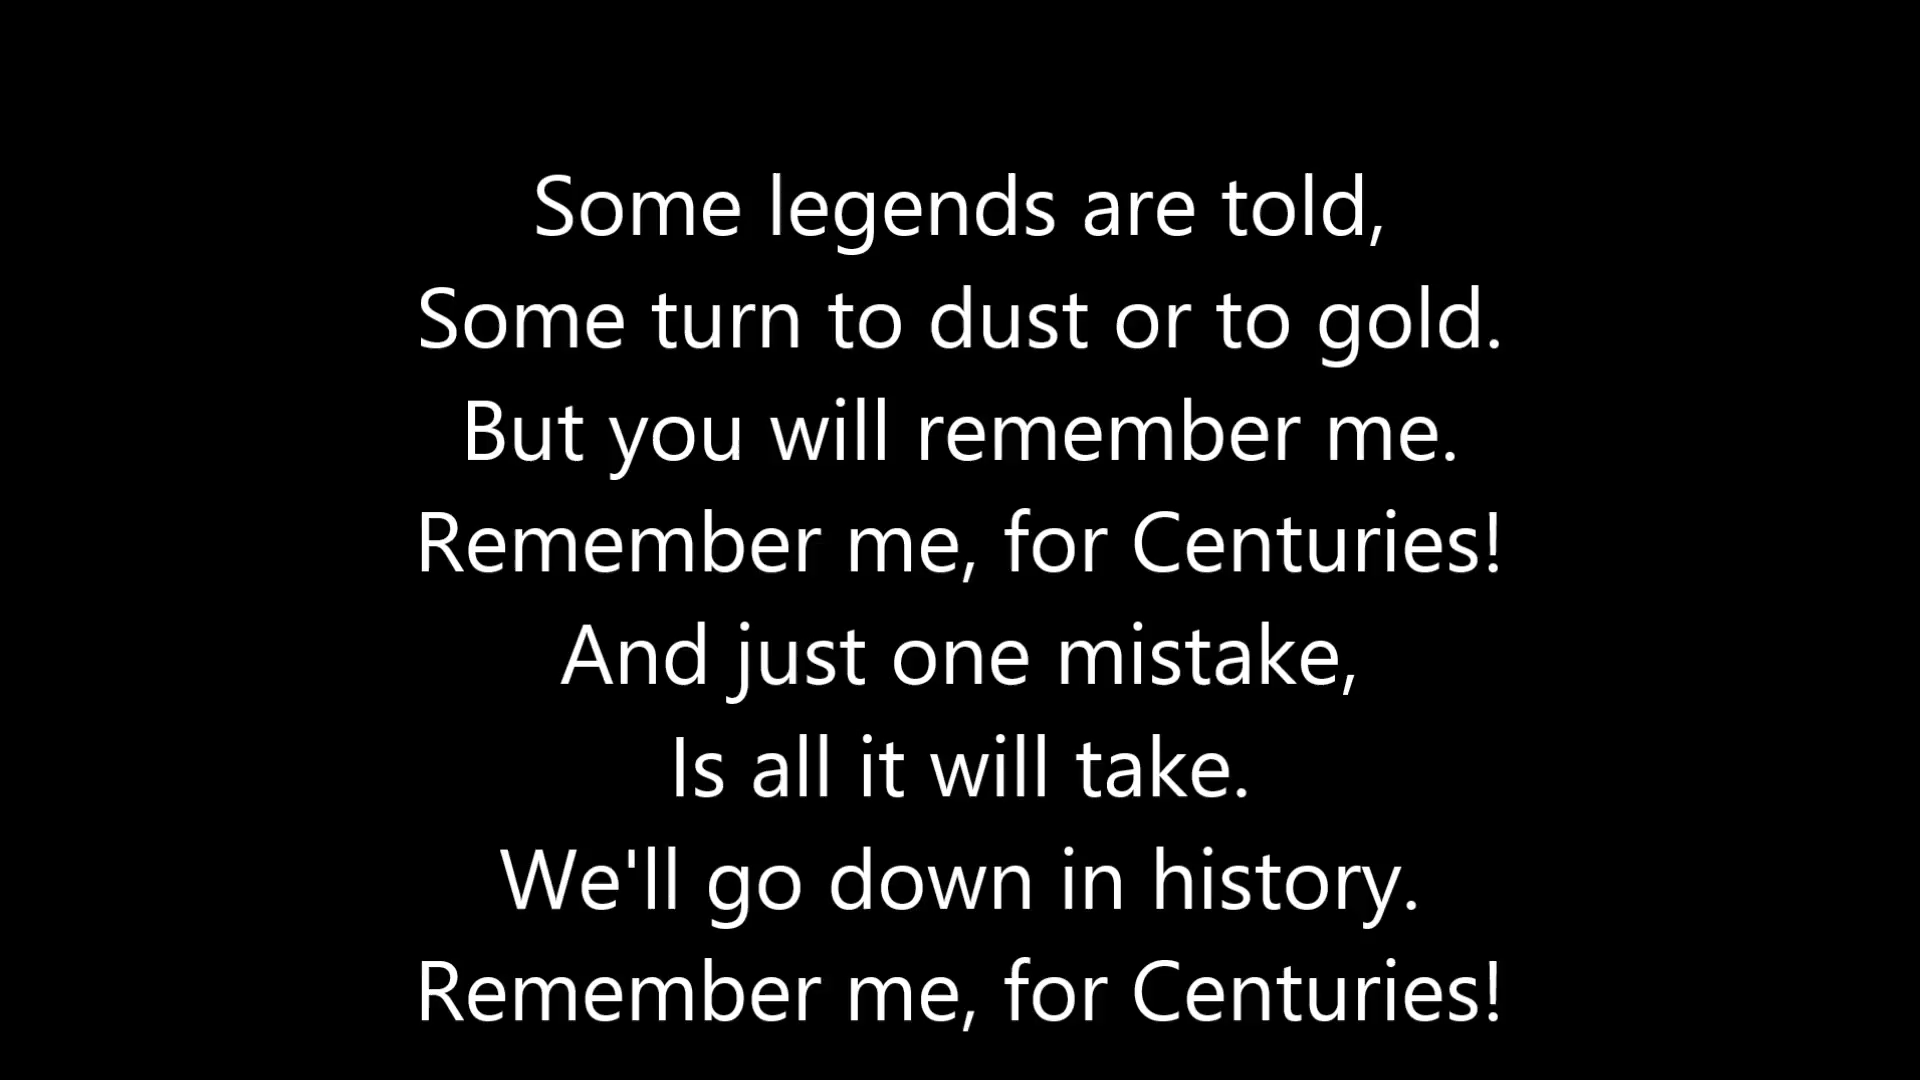 Some legends are told,
Some turn to dust or to gold.
But you will remember me.
Remember me, for Centuries!
And just one mistake,
Is all it will take.
We'll go down in history.
Remember me, for Centuries!